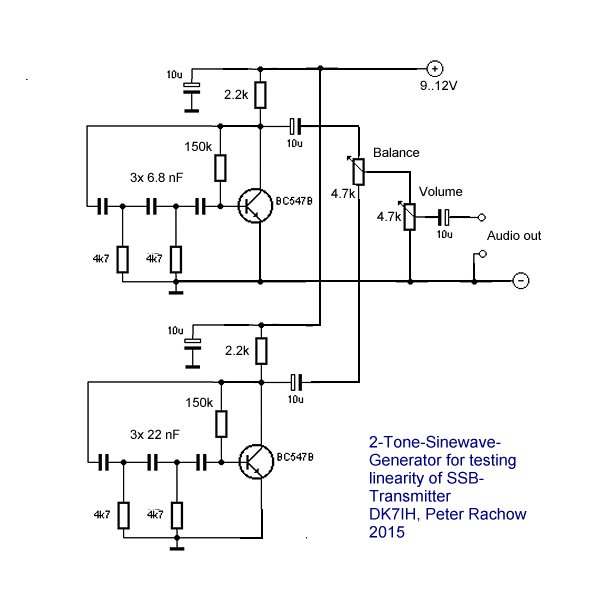 10u
2.2k
+
9..12V
150k
10u
Balance
3x 6.8 nF
BC547B
4.7k
Volume
4.7k
10u
Audio out
4k7
4k7
−
10u
2.2k
150k
10u
3x 22 nF
BC547B
4k7
4k7
2-Tone-Sinewave-
Generator for testing
linearity of SSB-
Transmitter
DK7IH, Peter Rachow
2015